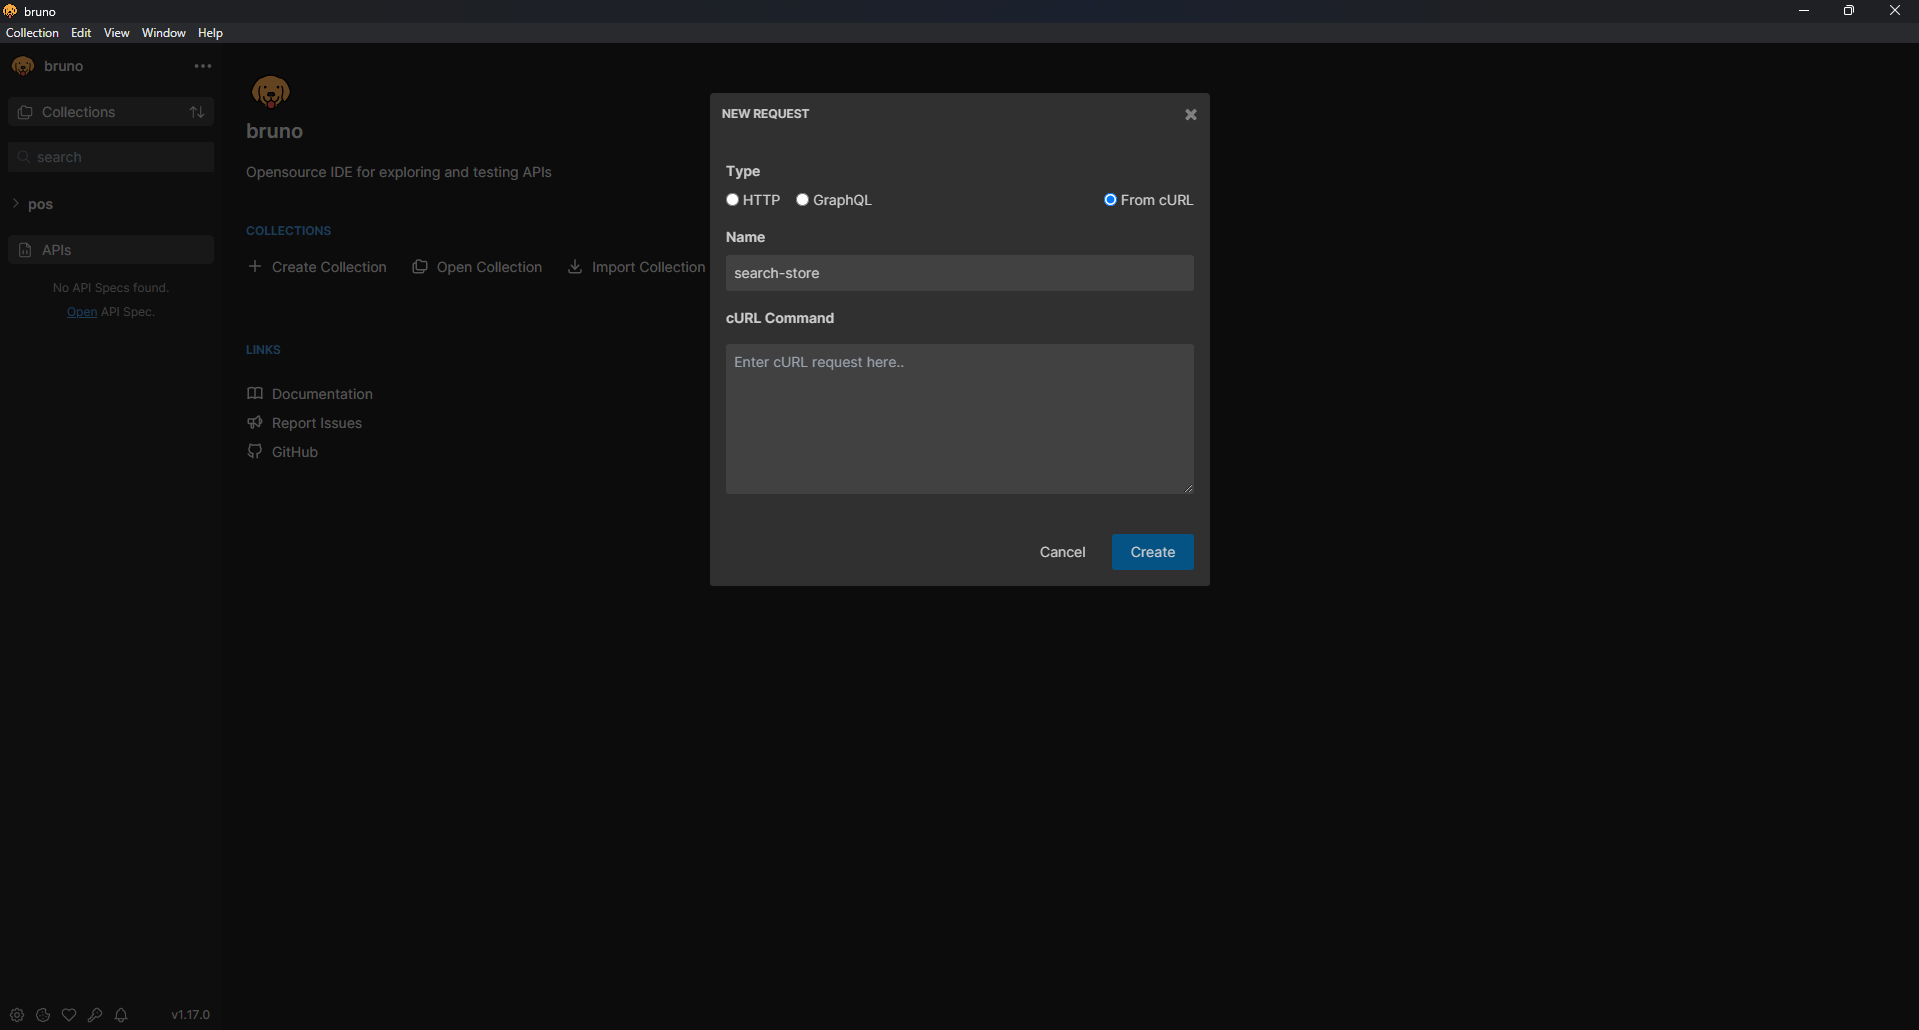 bruno
Collection Edit View Window Help
bruno
Collections
search
pos
APIs
No API Specs found.
Open API Spec.
bruno
Opensource IDE for exploring and testing APIs
COLLECTIONS
Create Collection Open Collection Import Collection
LINKS
Documentation
Report Issues
GitHub
NEW REQUEST
Type
HTTP GraphQL From cURL
Name
search-store
cURL Command
Enter cURL request here..
Cancel Create
v1.17.0